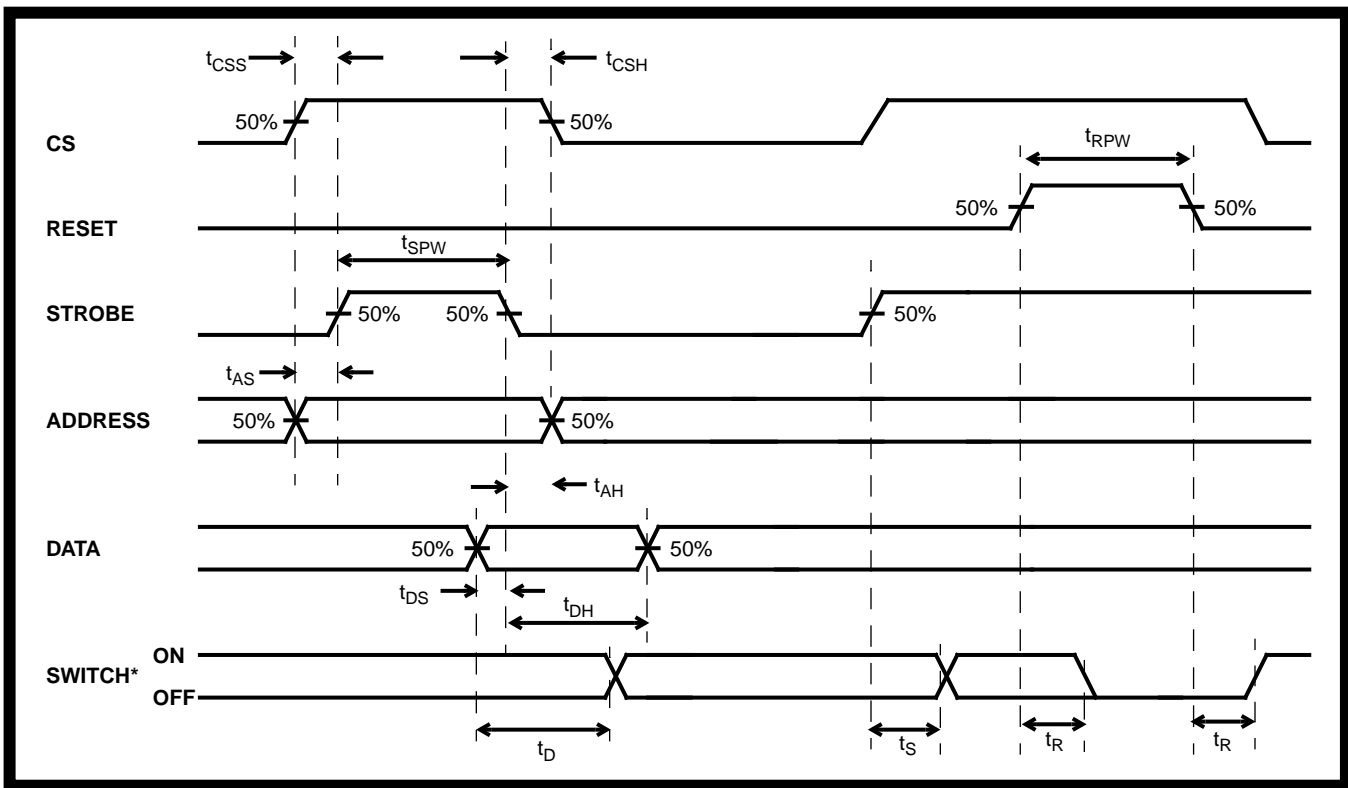 tCSS
tCSH
50%
50%
CS
tRPW
50%
50%
RESET
tSPW
STROBE
50%
50%
50%
tAS
ADDRESS
50%
50%
tAH
DATA
50%
50%
tDS
tDH
ON
SWITCH*
OFF
tD
tS
tR
tR